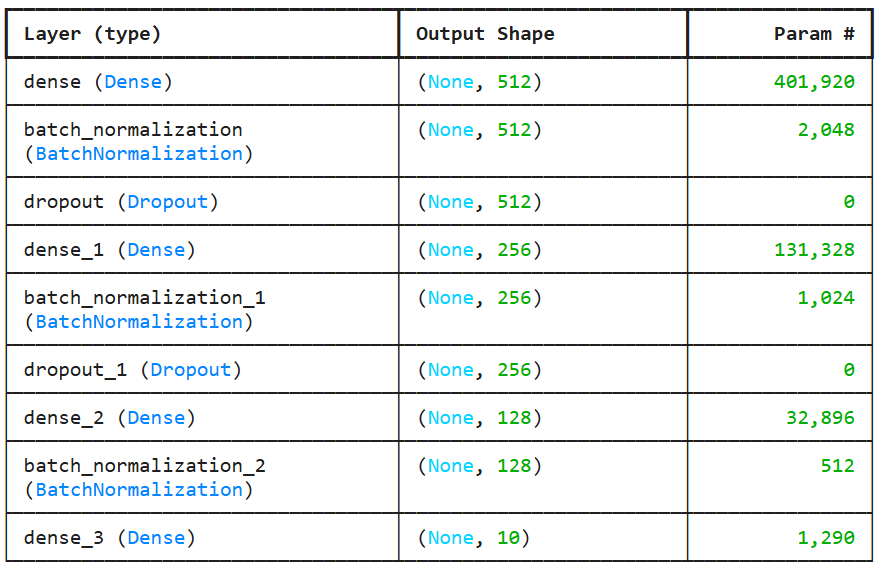 Layer (type) Output Shape Param #
dense (Dense) (None, 512) 401,920
batch_normalization (None, 512) 2,048
(BatchNormalization)
dropout (Dropout) (None, 512) 0
dense_1 (Dense) (None, 256) 131,328
batch_normalization_1 (None, 256) 1,024
(BatchNormalization)
dropout_1 (Dropout) (None, 256) 0
dense_2 (Dense) (None, 128) 32,896
batch_normalization_2 (None, 128) 512
(BatchNormalization)
dense_3 (Dense) (None, 10) 1,290